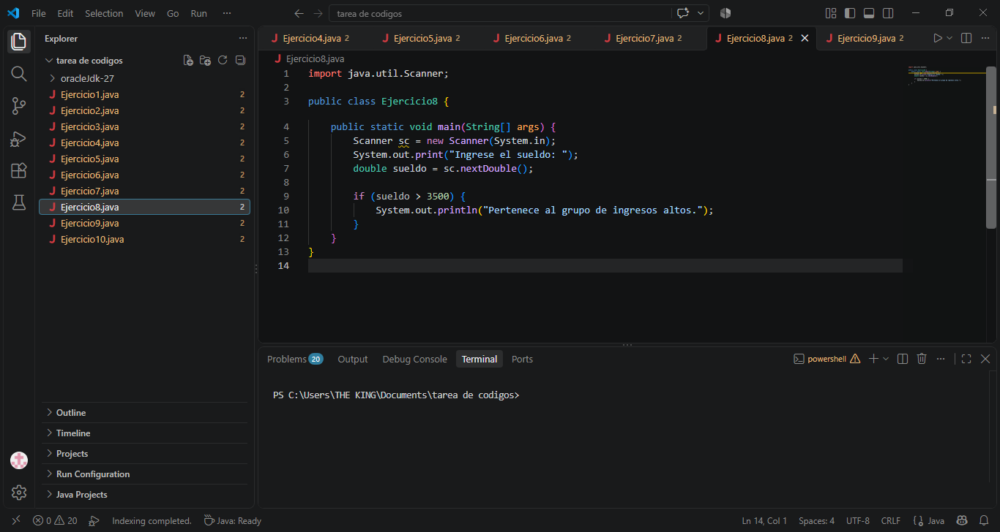 File Edit Selection View Go Run ···
tarea de codigos
Explorer ···
tarea de codigos
oracleJdk-27
J Ejercicio1.java 2
J Ejercicio2.java 2
J Ejercicio3.java 2
J Ejercicio4.java 2
J Ejercicio5.java 2
J Ejercicio6.java 2
J Ejercicio7.java 2
J Ejercicio8.java 2
J Ejercicio9.java 2
J Ejercicio10.java 2
Outline
Timeline
Projects
Run Configuration
Java Projects
J Ejercicio4.java 2 J Ejercicio5.java 2 J Ejercicio6.java 2 J Ejercicio7.java 2 J Ejercicio8.java 2 J Ejercicio9.java 2
J Ejercicio8.java
1 import java.util.Scanner;
2
3 public class Ejercicio8 {
4 public static void main(String[] args) {
5 Scanner sc = new Scanner(System.in);
6 System.out.print("Ingrese el sueldo: ");
7 double sueldo = sc.nextDouble();
8
9 if (sueldo > 3500) {
10 System.out.println("Pertenece al grupo de ingresos altos.");
11 }
12 }
13 }
14
Problems 20 Output Debug Console Terminal Ports powershell
PS C:\Users\THE KING\Documents\tarea de codigos>
0 20 Indexing completed. Java: Ready Ln 14, Col 1 Spaces: 4 UTF-8 CRLF {} Java